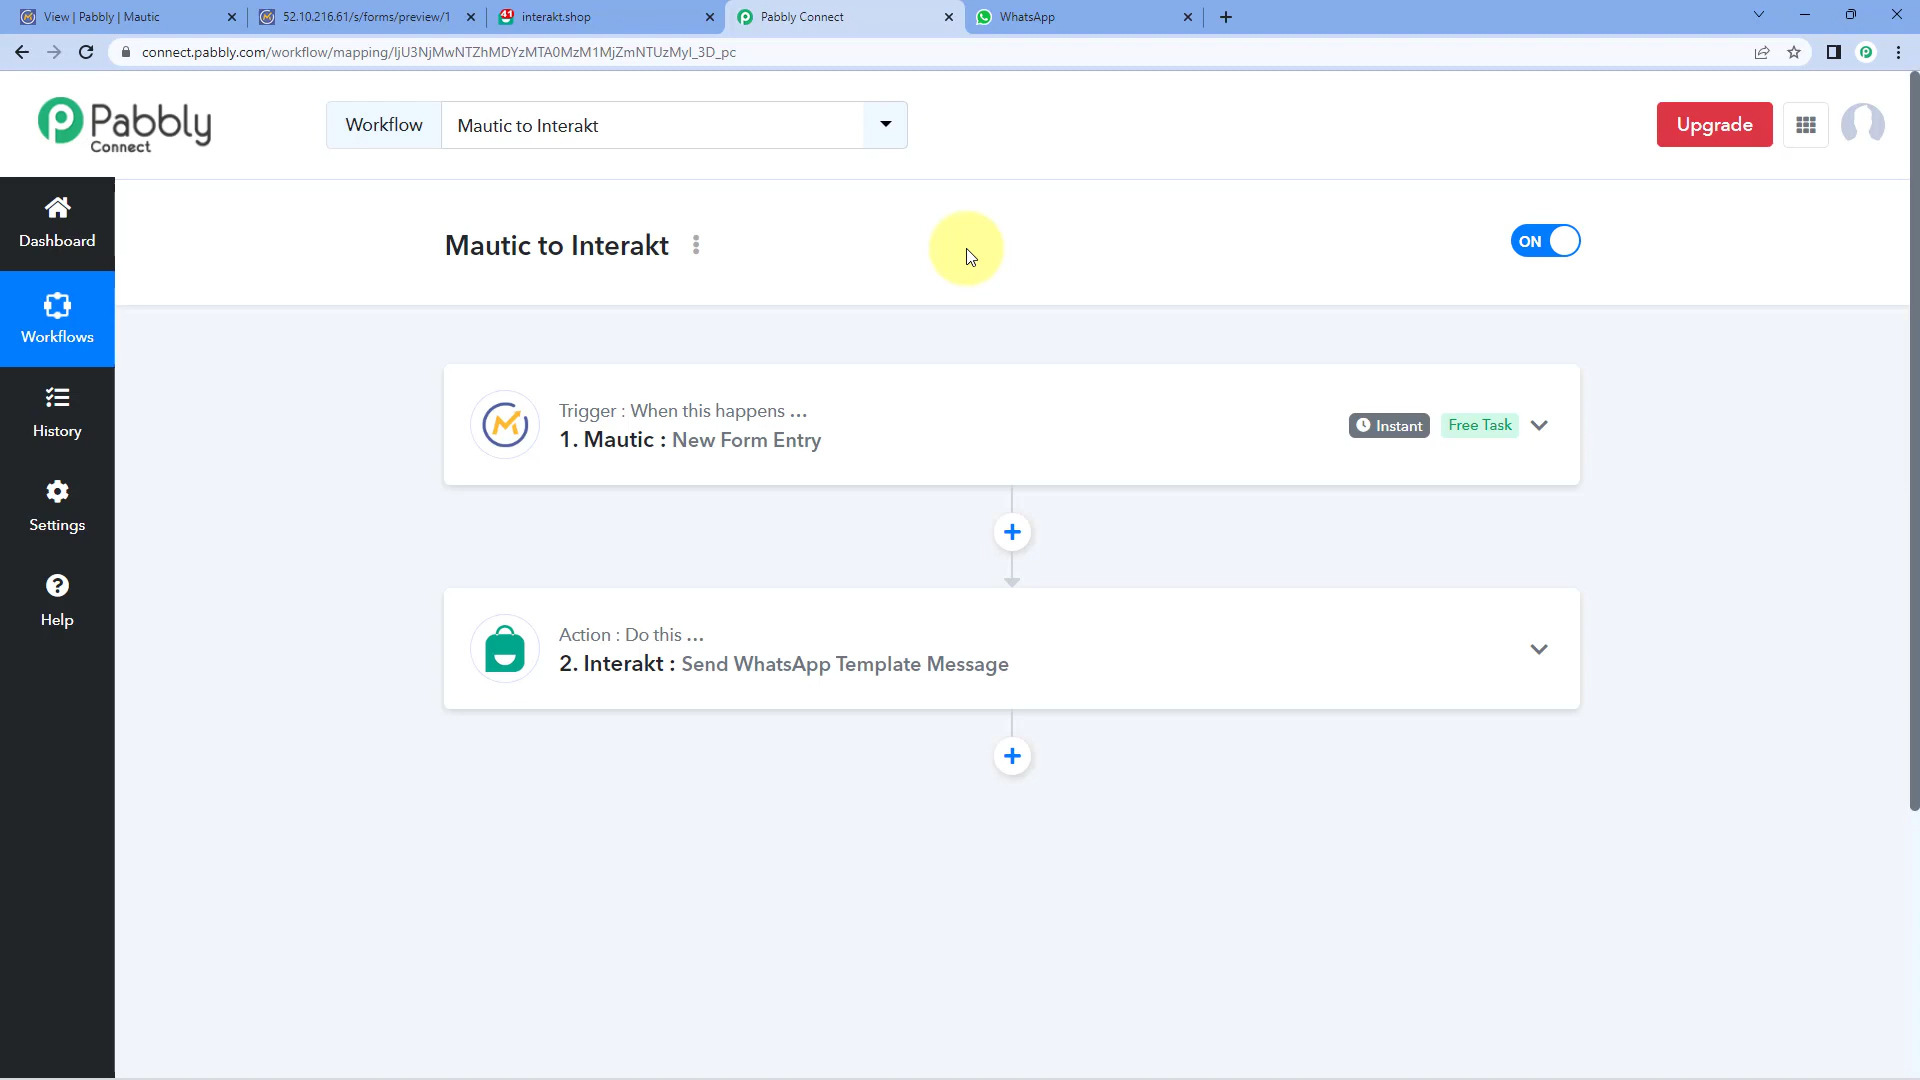 View | Pabbly | Mautic
52.10.216.61/s/forms/preview/1
41
interakt.shop
Pabbly Connect
WhatsApp
connect.pabbly.com/workflow/mapping/IjU3NjMwNTZhMDYzMTA0MzM1MjZmNTUzMyI_3D_pc
Pabbly
Connect
Workflow
Mautic to Interakt
Upgrade
Dashboard
Workflows
History
Settings
Help
Mautic to Interakt
ON
Trigger : When this happens ...
1. Mautic : New Form Entry
Instant
Free Task
Action : Do this ...
2. Interakt : Send WhatsApp Template Message